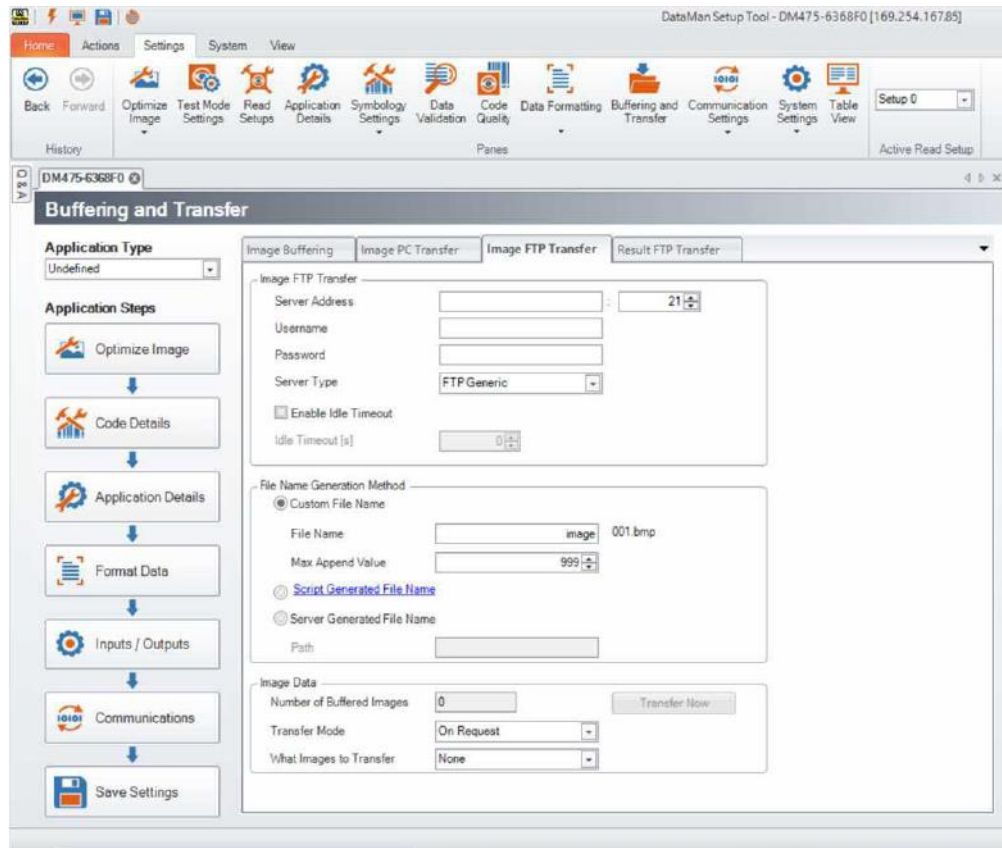 DataMan Setup Tool - DM475-6368F0 [169.254.167.85]
Home Actions Settings System View
Back Forward Optimize Image Test Mode Settings Read Setups Application Details Symbology Settings Data Validation Code Quality Data Formatting Buffering and Transfer Communication Settings System Settings Table View Setup 0
History Panes Active Read Setup
Q & A
DM475-6368F0
Buffering and Transfer
Application Type
Undefined
Application Steps
Optimize Image
Code Details
Application Details
Format Data
Inputs / Outputs
Communications
Save Settings
Image Buffering Image PC Transfer Image FTP Transfer Result FTP Transfer
Image FTP Transfer
Server Address : 21
Username
Password
Server Type FTP Generic
Enable Idle Timeout
Idle Timeout [s] 0
File Name Generation Method
Custom File Name
File Name image 001.bmp
Max Append Value 999
Script Generated File Name
Server Generated File Name
Path
Image Data
Number of Buffered Images 0 Transfer Now
Transfer Mode On Request
What Images to Transfer None